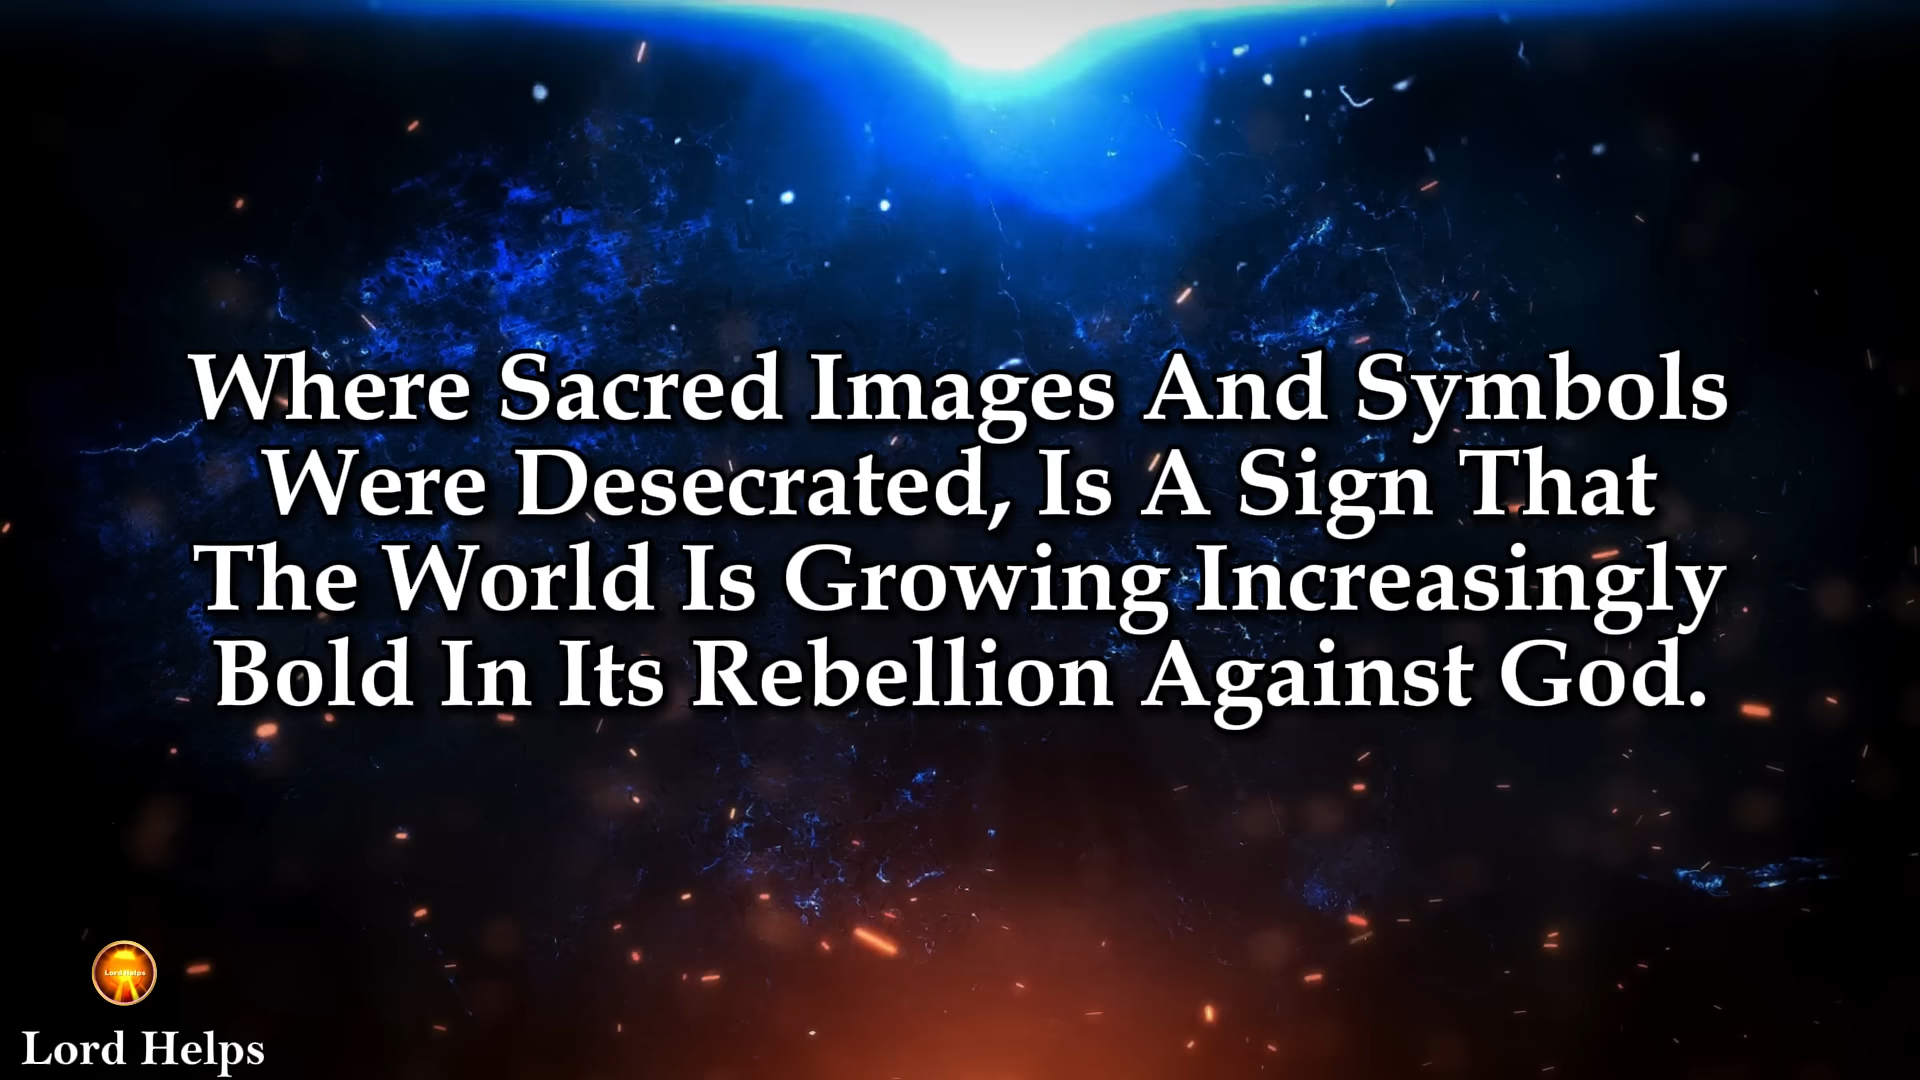 Where Sacred Images And Symbols
Were Desecrated, Is A Sign That
The World Is Growing Increasingly
Bold In Its Rebellion Against God.
LordHelps
Lord Helps